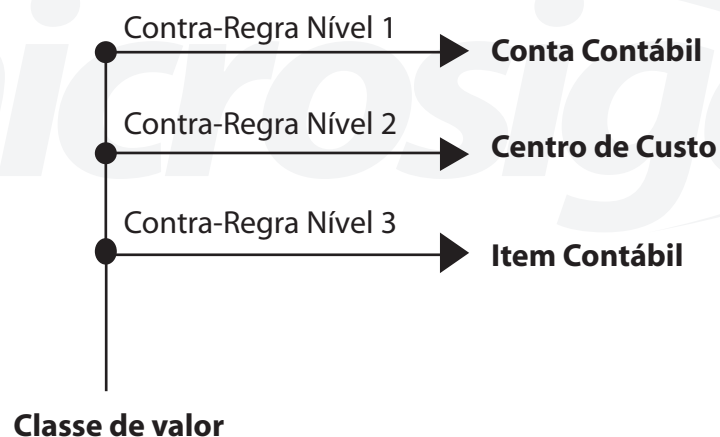 Contra-Regra Nível 1
Conta Contábil
Contra-Regra Nível 2
Centro de Custo
Contra-Regra Nível 3
Item Contábil
Classe de valor